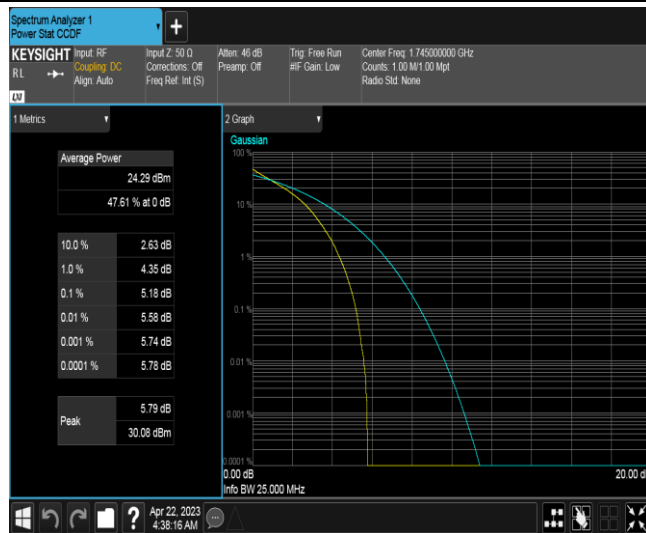 Spectrum Analyzer 1
Power Stat CCDF
+
KEYSIGHT
RL
Input: RF
Coupling: DC
Align: Auto
Input Z: 50 Ω
Corrections: Off
Freq Ref: Int (S)
Atten: 46 dB
Preamp: Off
Trig: Free Run
#IF Gain: Low
Center Freq: 1.745000000 GHz
Counts: 1.00 M/1.00 Mpt
Radio Std: None
1 Metrics
Average Power
24.29 dBm
47.61 % at 0 dB
10.0 % 2.63 dB
1.0 % 4.35 dB
0.1 % 5.18 dB
0.01 % 5.58 dB
0.001 % 5.74 dB
0.0001 % 5.78 dB
Peak
5.79 dB
30.08 dBm
2 Graph
Gaussian
100 %
10 %
1 %
0.1 %
0.01 %
0.001 %
0.0001 %
0.00 dB
20.00 d
Info BW 25.000 MHz
?
Apr 22, 2023
4:38:16 AM